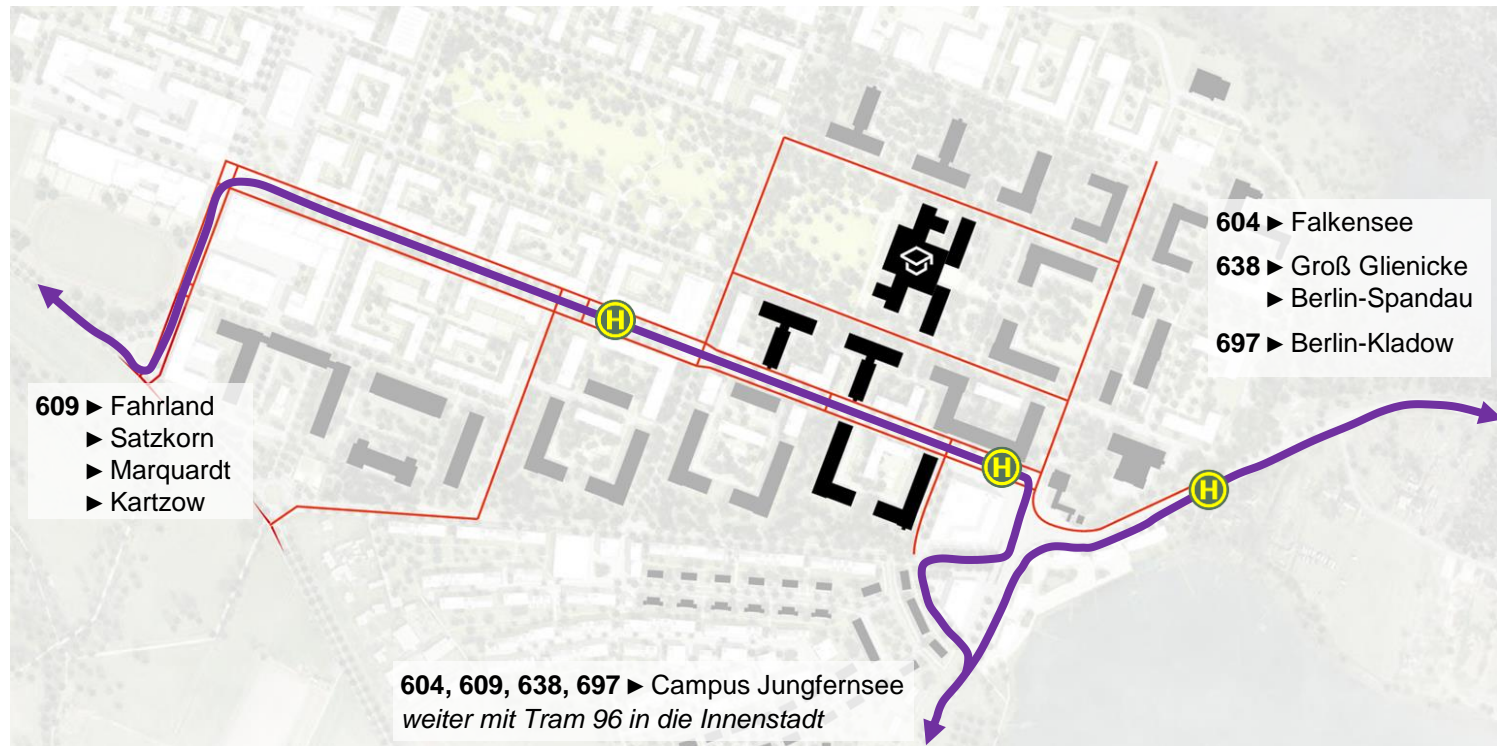 604 ► Falkensee
638 ► Groß Glienicke
► Berlin-Spandau
697 ► Berlin-Kladow
H
H
H
609 ► Fahrland
► Satzkorn
► Marquardt
► Kartzow
604, 609, 638, 697 ► Campus Jungfernsee
weiter mit Tram 96 in die Innenstadt